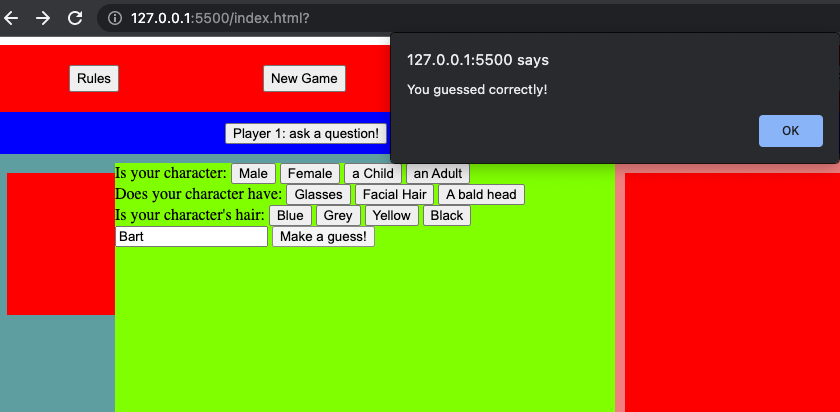 127.0.0.1:5500/index.html?
127.0.0.1:5500 says
You guessed correctly!
OK
Rules New Game
Player 1: ask a question!
Is your character: Male Female a Child an Adult
Does your character have: Glasses Facial Hair A bald head
Is your character's hair: Blue Grey Yellow Black
Bart Make a guess!